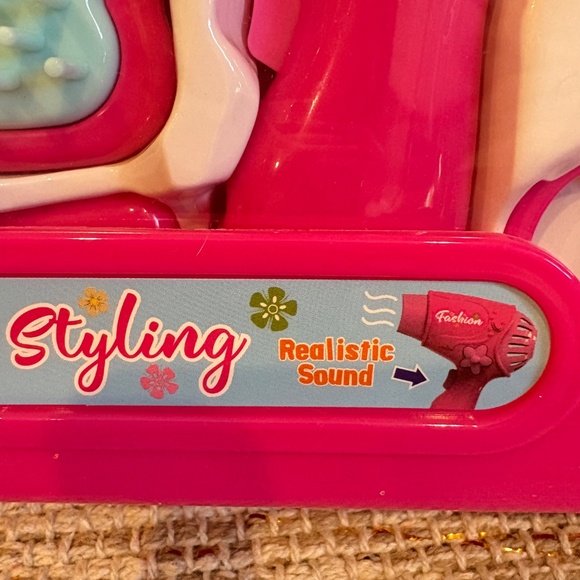 Styling
Realistic
Sound
Fashion